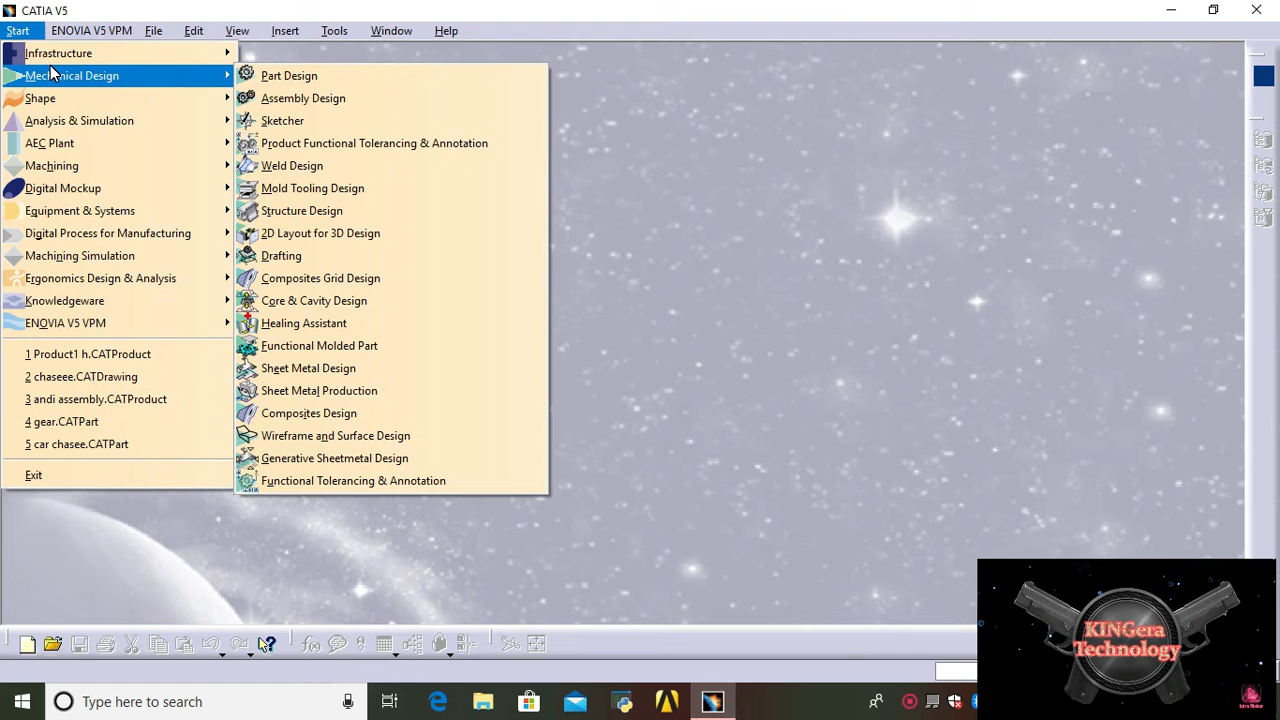 CATIA V5
Start ENOVIA V5 VPM File Edit View Insert Tools Window Help
Infrastructure
Mechanical Design
Shape
Analysis & Simulation
AEC Plant
Machining
Digital Mockup
Equipment & Systems
Digital Process for Manufacturing
Machining Simulation
Ergonomics Design & Analysis
Knowledgeware
ENOVIA V5 VPM
1 Product1 h.CATProduct
2 chaseee.CATDrawing
3 andi assembly.CATProduct
4 gear.CATPart
5 car chasee.CATPart
Exit
Part Design
Assembly Design
Sketcher
Product Functional Tolerancing & Annotation
Weld Design
Mold Tooling Design
Structure Design
2D Layout for 3D Design
Drafting
Composites Grid Design
Core & Cavity Design
Healing Assistant
Functional Molded Part
Sheet Metal Design
Sheet Metal Production
Composites Design
Wireframe and Surface Design
Generative Sheetmetal Design
Functional Tolerancing & Annotation
KINGera
Technology
Type here to search